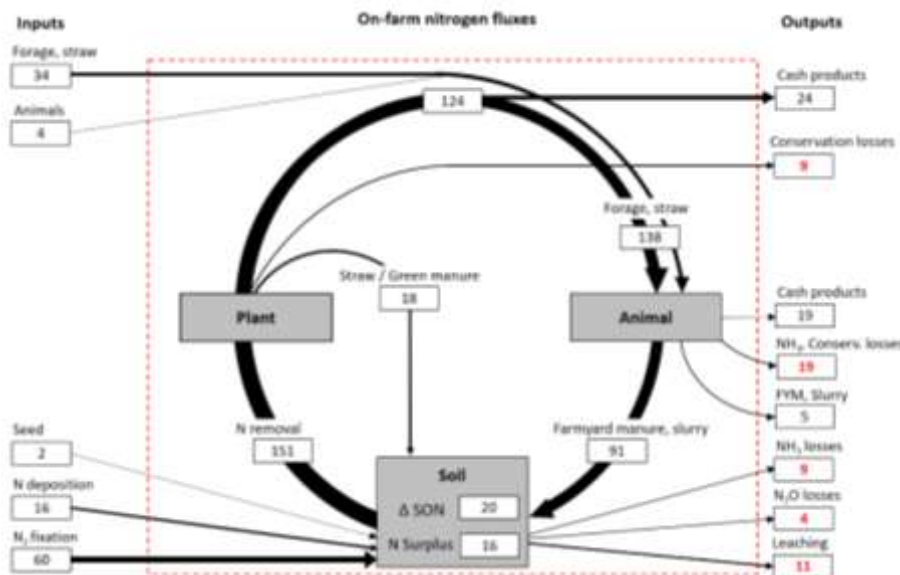 Inputs
On-farm nitrogen fluxes
Outputs
Forage, straw
34
Animals
4
124
Cash products
24
Conservation losses
9
Forage, straw
138
Straw / Green manure
18
Plant
Animal
Cash products
19
NH₃, Conserv. losses
19
FYM, Slurry
5
N removal
151
Farmyard manure, slurry
91
Seed
2
N deposition
16
N₂ fixation
60
Soil
Δ SON
20
N Surplus
16
NH₃ losses
9
N₂O losses
4
Leaching
11